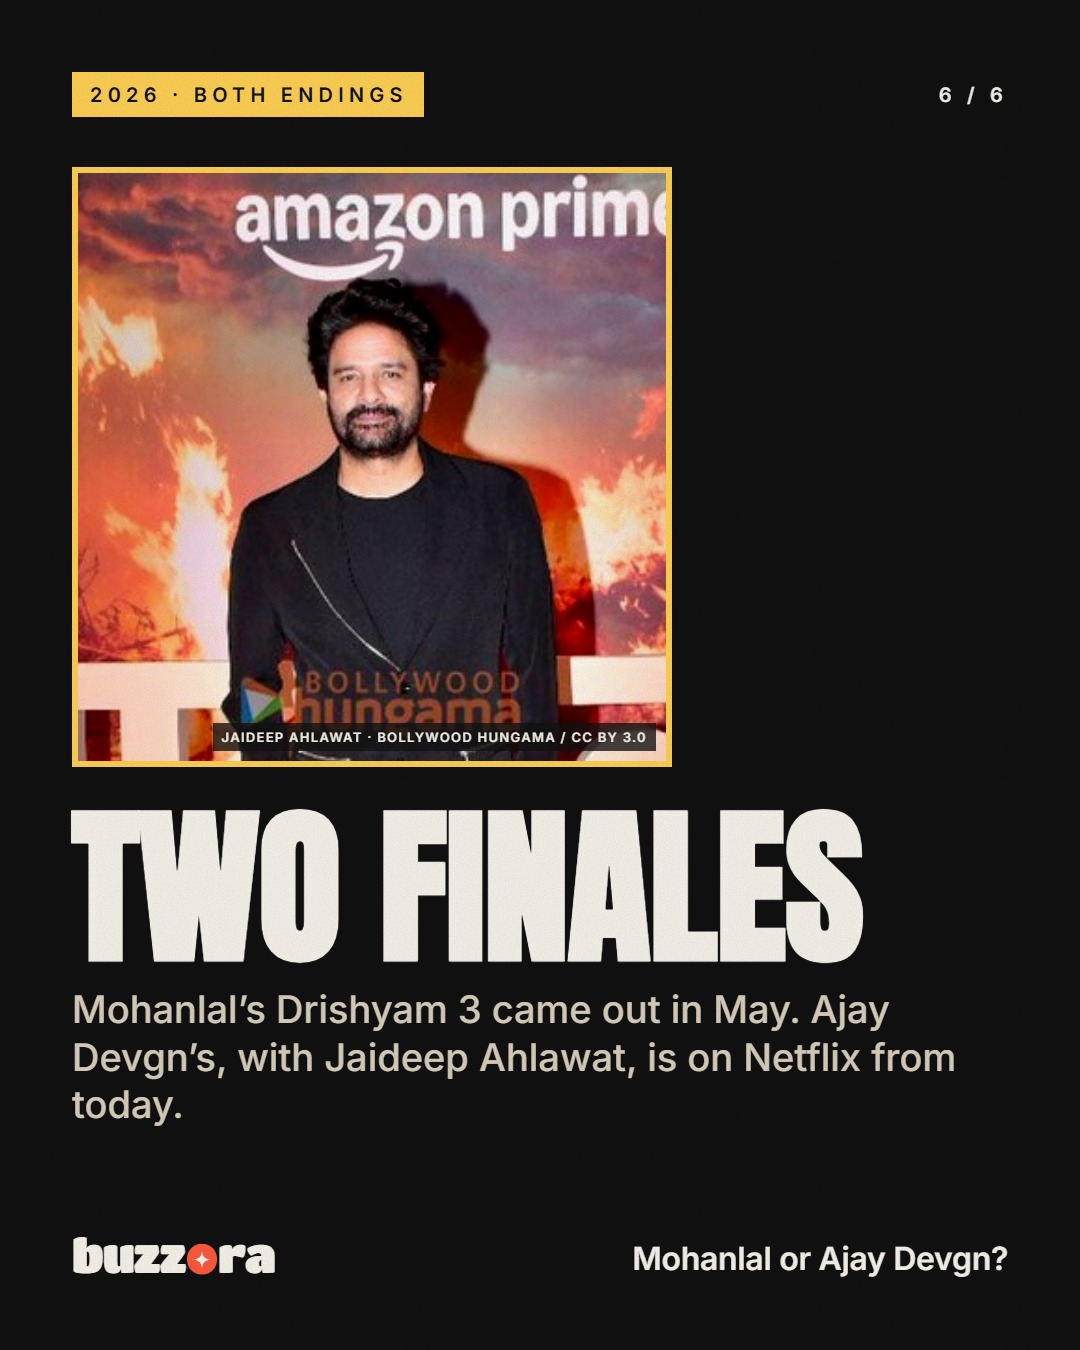 2026 · BOTH ENDINGS
6 / 6
amazon prime
BOLLYWOOD
hungama
JAIDEEP AHLAWAT · BOLLYWOOD HUNGAMA / CC BY 3.0
TWO FINALES
Mohanlal’s Drishyam 3 came out in May. Ajay
Devgn’s, with Jaideep Ahlawat, is on Netflix from
today.
buzzora
Mohanlal or Ajay Devgn?